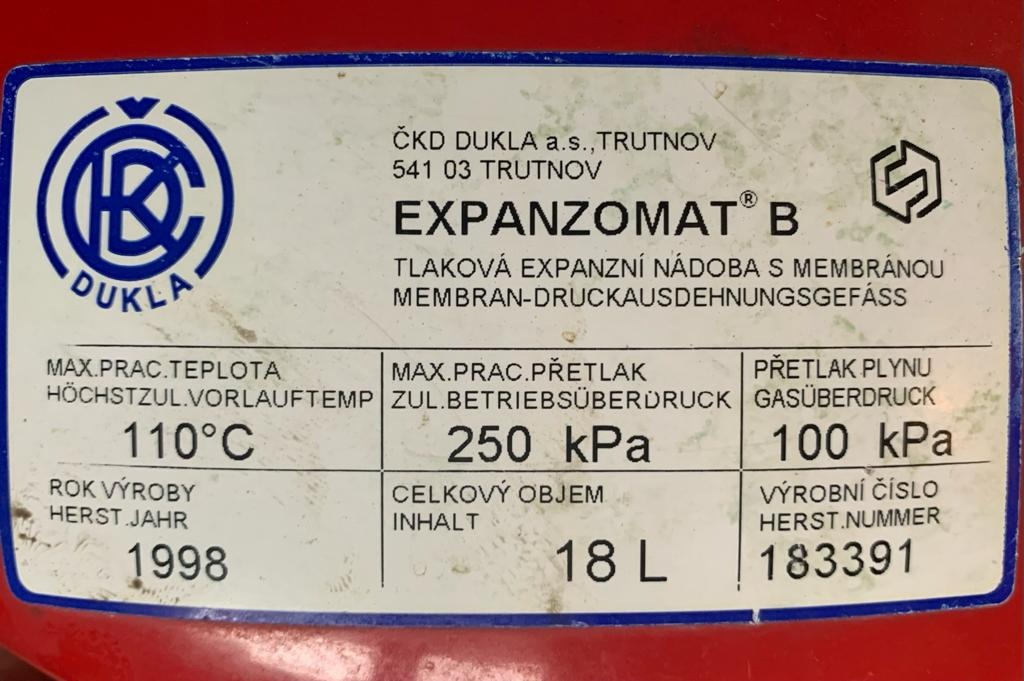 ČKD
DUKLA
ČKD DUKLA a.s.,TRUTNOV
541 03 TRUTNOV
EXPANZOMAT® B
TLAKOVÁ EXPANZNÍ NÁDOBA S MEMBRÁNOU
MEMBRAN-DRUCKAUSDEHNUNGSGEFÁSS
MAX.PRAC.TEPLOTA
HÖCHSTZUL.VORLAUFTEMP
110°C
MAX.PRAC.PŘETLAK
ZUL.BETRIEBSÜBERDRUCK
250 kPa
PŘETLAK PLYNU
GASÜBERDRUCK
100 kPa
ROK VÝROBY
HERST.JAHR
1998
CELKOVÝ OBJEM
INHALT
18 L
VÝROBNÍ ČÍSLO
HERST.NUMMER
183391